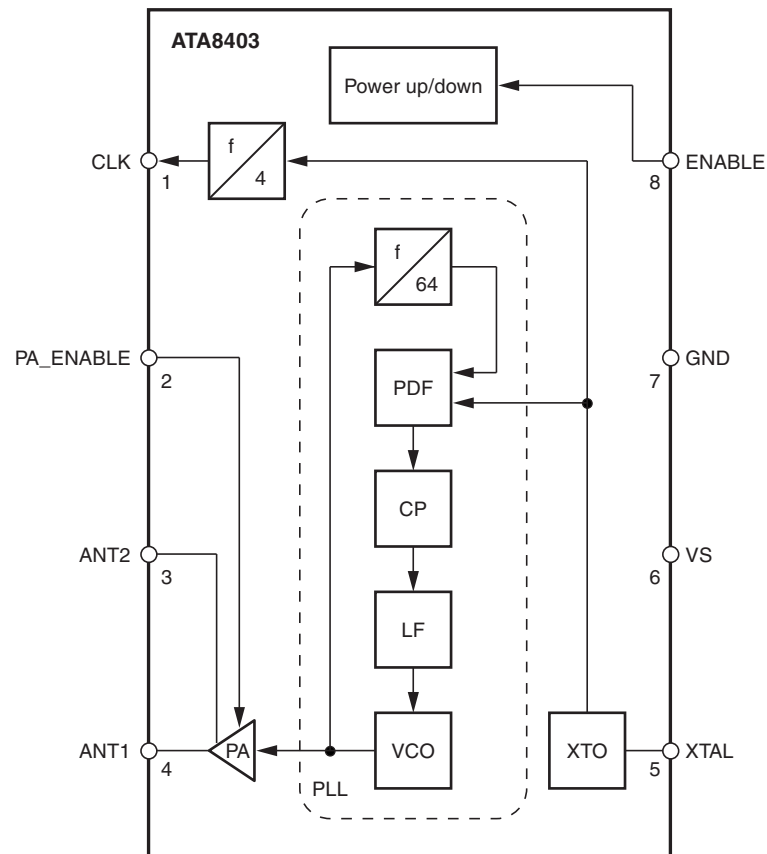 ATA8403
Power up/down
CLK
1
f
4
8
ENABLE
f
64
PA_ENABLE
2
PDF
7
GND
CP
ANT2
3
6
VS
LF
ANT1
4
PA
VCO
XTO
5
XTAL
PLL